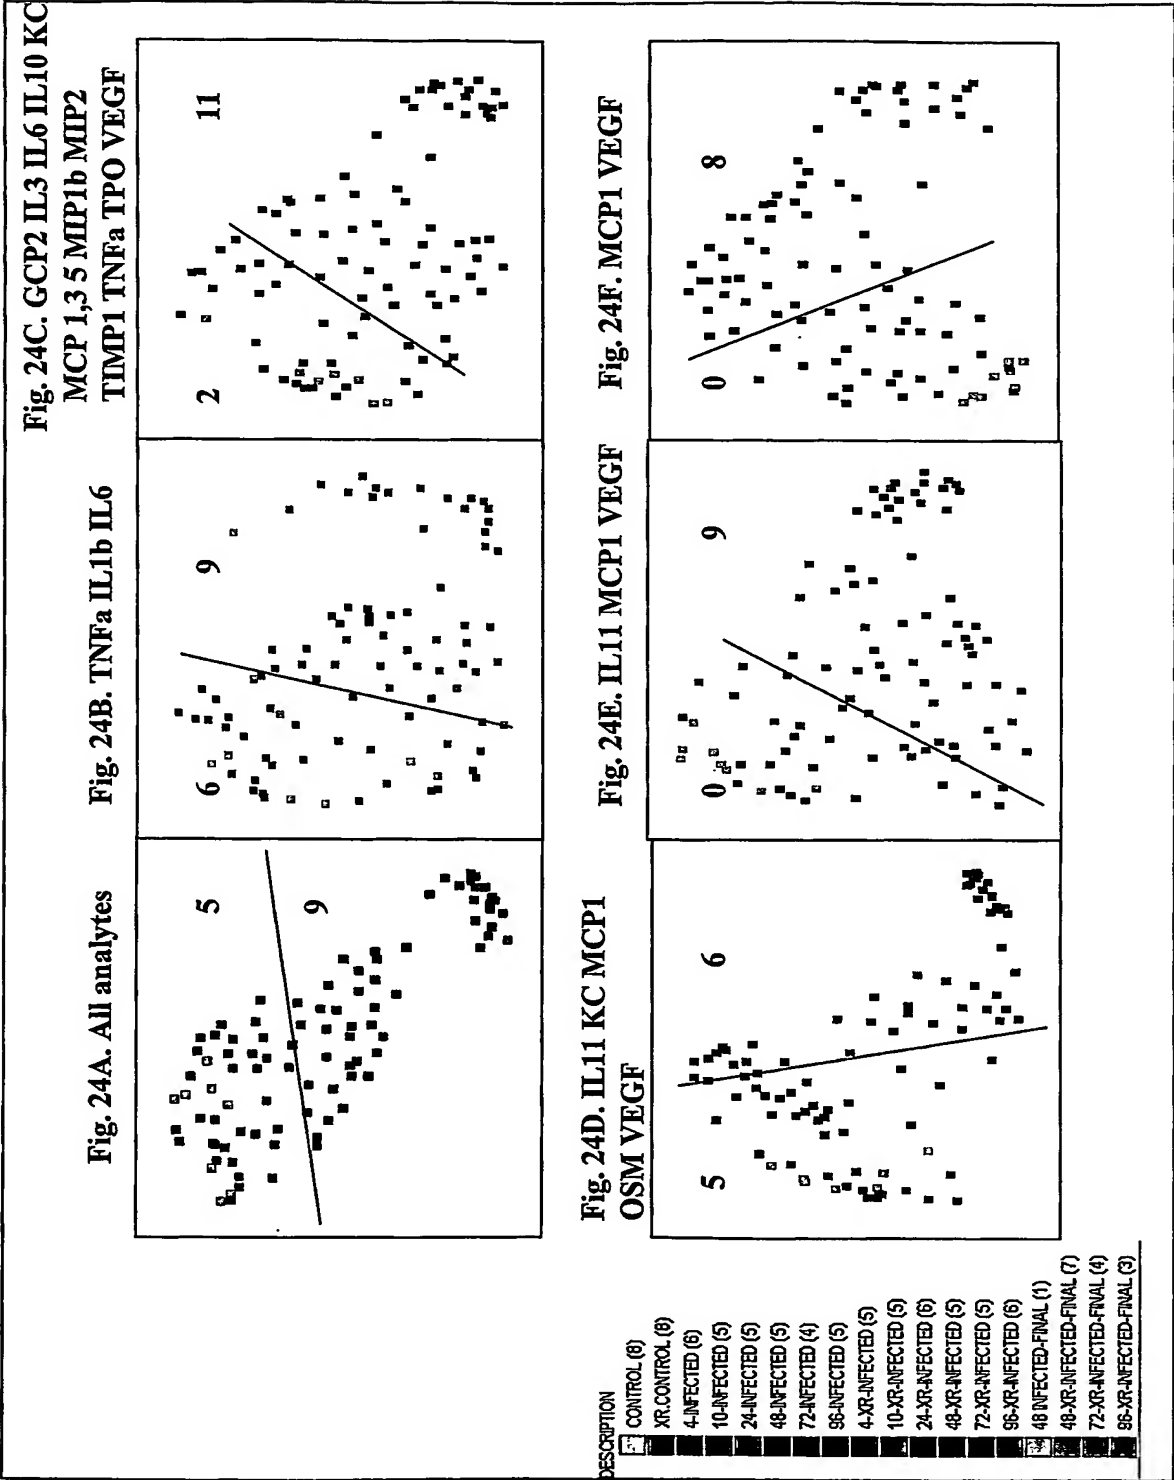 Fig. 24A. All analytes
5
9
Fig. 24B. TNFa IL1b IL6
6
9
Fig. 24C. GCP2 IL3 IL6 IL10 KC
MCP 1,3 5 MIP1b MIP2
TIMP1 TNFa TPO VEGF
2
11
Fig. 24D. IL11 KC MCP1
OSM VEGF
5
6
Fig. 24E. IL11 MCP1 VEGF
0
9
Fig. 24F. MCP1 VEGF
0
8
DESCRIPTION
CONTROL (8)
XR.CONTROL (8)
4-INFECTED (6)
10-INFECTED (5)
24-INFECTED (5)
48-INFECTED (5)
72-INFECTED (4)
96-INFECTED (5)
4-XR-INFECTED (5)
10-XR-INFECTED (5)
24-XR-INFECTED (6)
48-XR-INFECTED (5)
72-XR-INFECTED (5)
96-XR-INFECTED (6)
48 INFECTED-FINAL (1)
48-XR-INFECTED-FINAL (7)
72-XR-INFECTED-FINAL (4)
96-XR-INFECTED-FINAL (3)